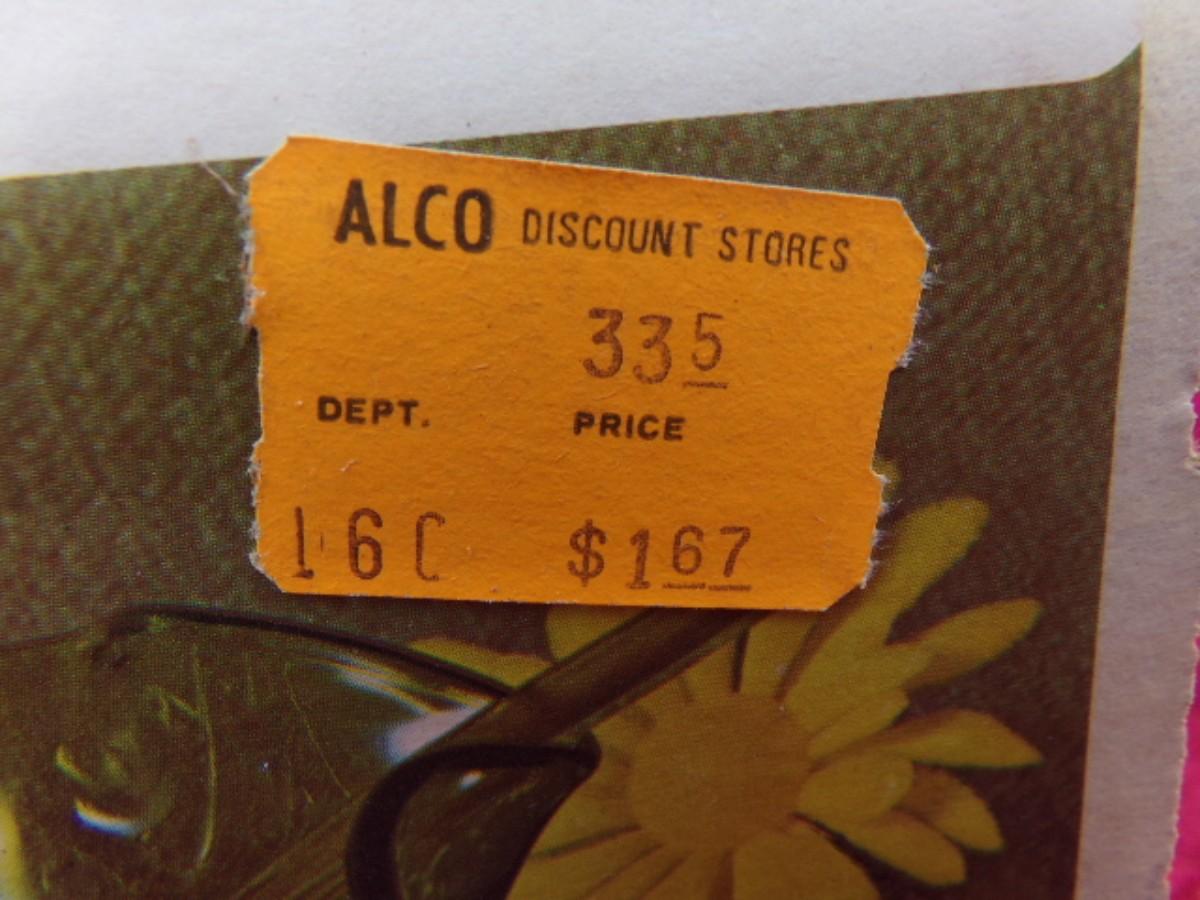 ALCO DISCOUNT STORES
335
DEPT. PRICE
16C $167